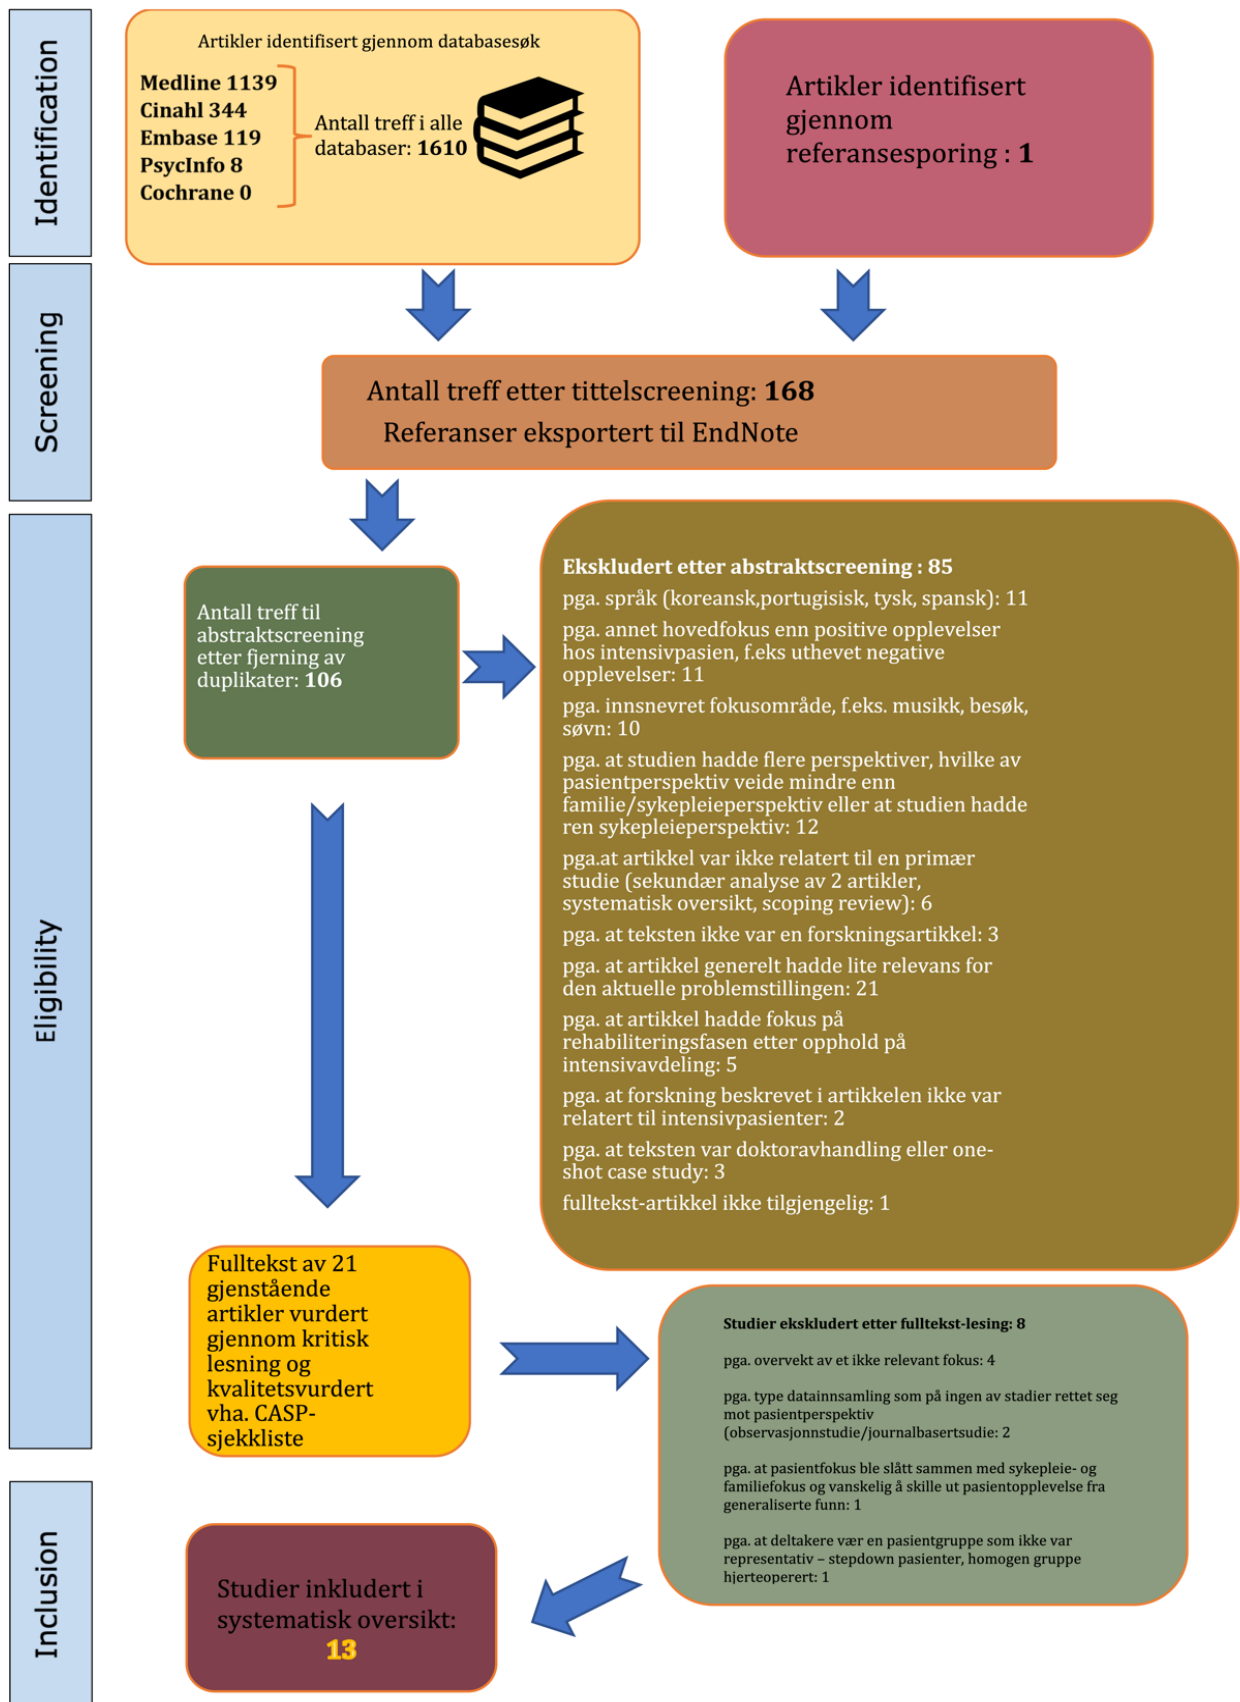 Identification
Artikler identifisert gjennom databasesøk
Medline 1139
Cinahl 344
Embase 119
PsycInfo 8
Cochrane 0
Antall treff i alle
databaser: 1610
Artikler identifisert
gjennom
referansesporing : 1
Screening
Antall treff etter tittelscreening: 168
Referanser eksportert til EndNote
Eligibility
Antall treff til
abstraktscreening
etter fjerning av
duplikater: 106
Ekskludert etter abstraktscreening : 85
pga. språk (koreansk,portugisisk, tysk, spansk): 11
pga. annet hovedfokus enn positive opplevelser
hos intensivpasien, f.eks uthevet negative
opplevelser: 11
pga. innsnevret fokusområde, f.eks. musikk, besøk,
søvn: 10
pga. at studien hadde flere perspektiver, hvilke av
pasientperspektiv veide mindre enn
familie/sykepleieperspektiv eller at studien hadde
ren sykepleieperspektiv: 12
pga.at artikkel var ikke relatert til en primær
studie (sekundær analyse av 2 artikler,
systematisk oversikt, scoping review): 6
pga. at teksten ikke var en forskningsartikkel: 3
pga. at artikkel generelt hadde lite relevans for
den aktuelle problemstillingen: 21
pga. at artikkel hadde fokus på
rehabiliteringsfasen etter opphold på
intensivavdeling: 5
pga. at forskning beskrevet i artikkelen ikke var
relatert til intensivpasienter: 2
pga. at teksten var doktoravhandling eller one-
shot case study: 3
fulltekst-artikkel ikke tilgjengelig: 1
Fulltekst av 21
gjenstående
artikler vurdert
gjennom kritisk
lesning og
kvalitetsvurdert
vha. CASP-
sjekkliste
Studier ekskludert etter fulltekst-lesing: 8
pga. overvekt av et ikke relevant fokus: 4
pga. type datainnsamling som på ingen av stadier rettet seg
mot pasientperspektiv
(observasjonnstudie/journalbasertsudie: 2
pga. at pasientfokus ble slått sammen med sykepleie- og
familiefokus og vanskelig å skille ut pasientopplevelse fra
generaliserte funn: 1
pga. at deltakere vær en pasientgruppe som ikke var
representativ – stepdown pasienter, homogen gruppe
hjerteoperert: 1
Inclusion
Studier inkludert i
systematisk oversikt:
13